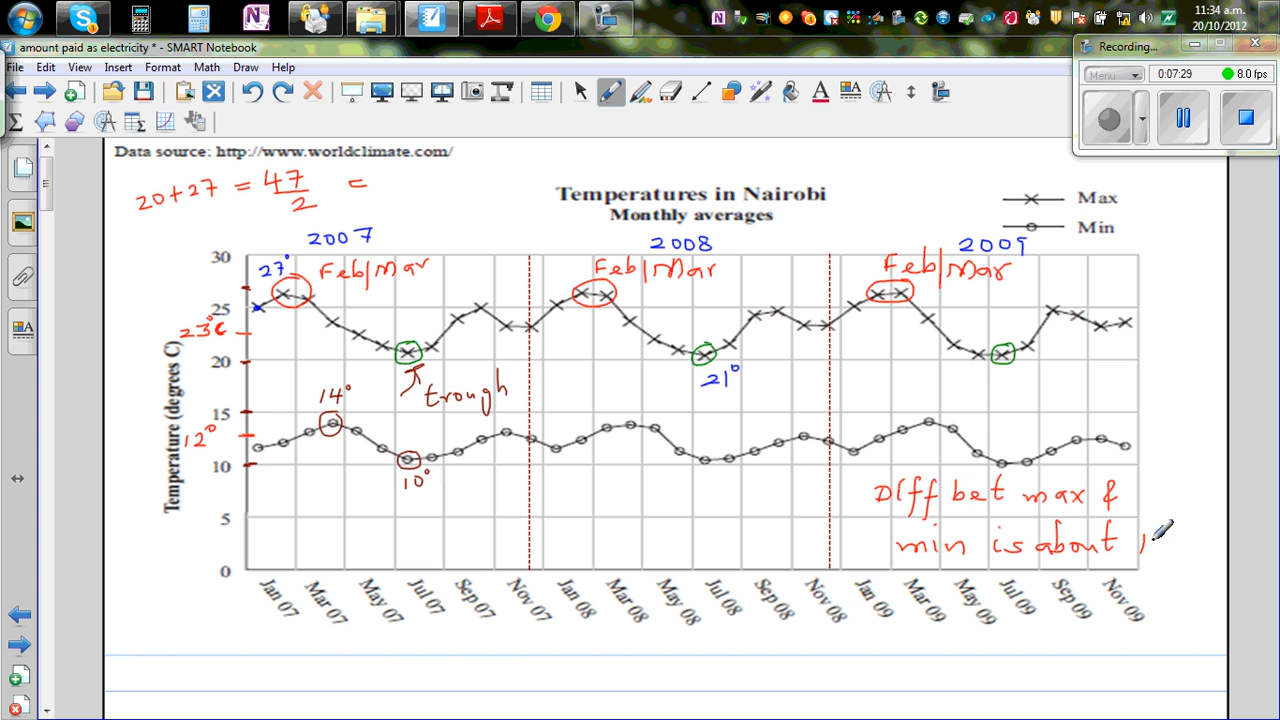 11:34 am
20/10/2012
amount paid as electricity * - SMART Notebook
Recording...
File Edit View Insert Format Math Draw Help
Menu 0:07:29 8.0 fps
Data source: http://www.worldclimate.com/
20+27 = 47/2 =
Temperatures in Nairobi
Monthly averages
Max
Min
2007 2008 2009
27° Feb/Mar Feb/Mar Feb/Mar
30
25
23°C
20
15
12°
10
5
0
Temperature (degrees C)
21°
trough
14°
10°
Diff bet max &
min is about
Jan 07 Mar 07 May 07 Jul 07 Sep 07 Nov 07 Jan 08 Mar 08 May 08 Jul 08 Sep 08 Nov 08 Jan 09 Mar 09 May 09 Jul 09 Sep 09 Nov 09